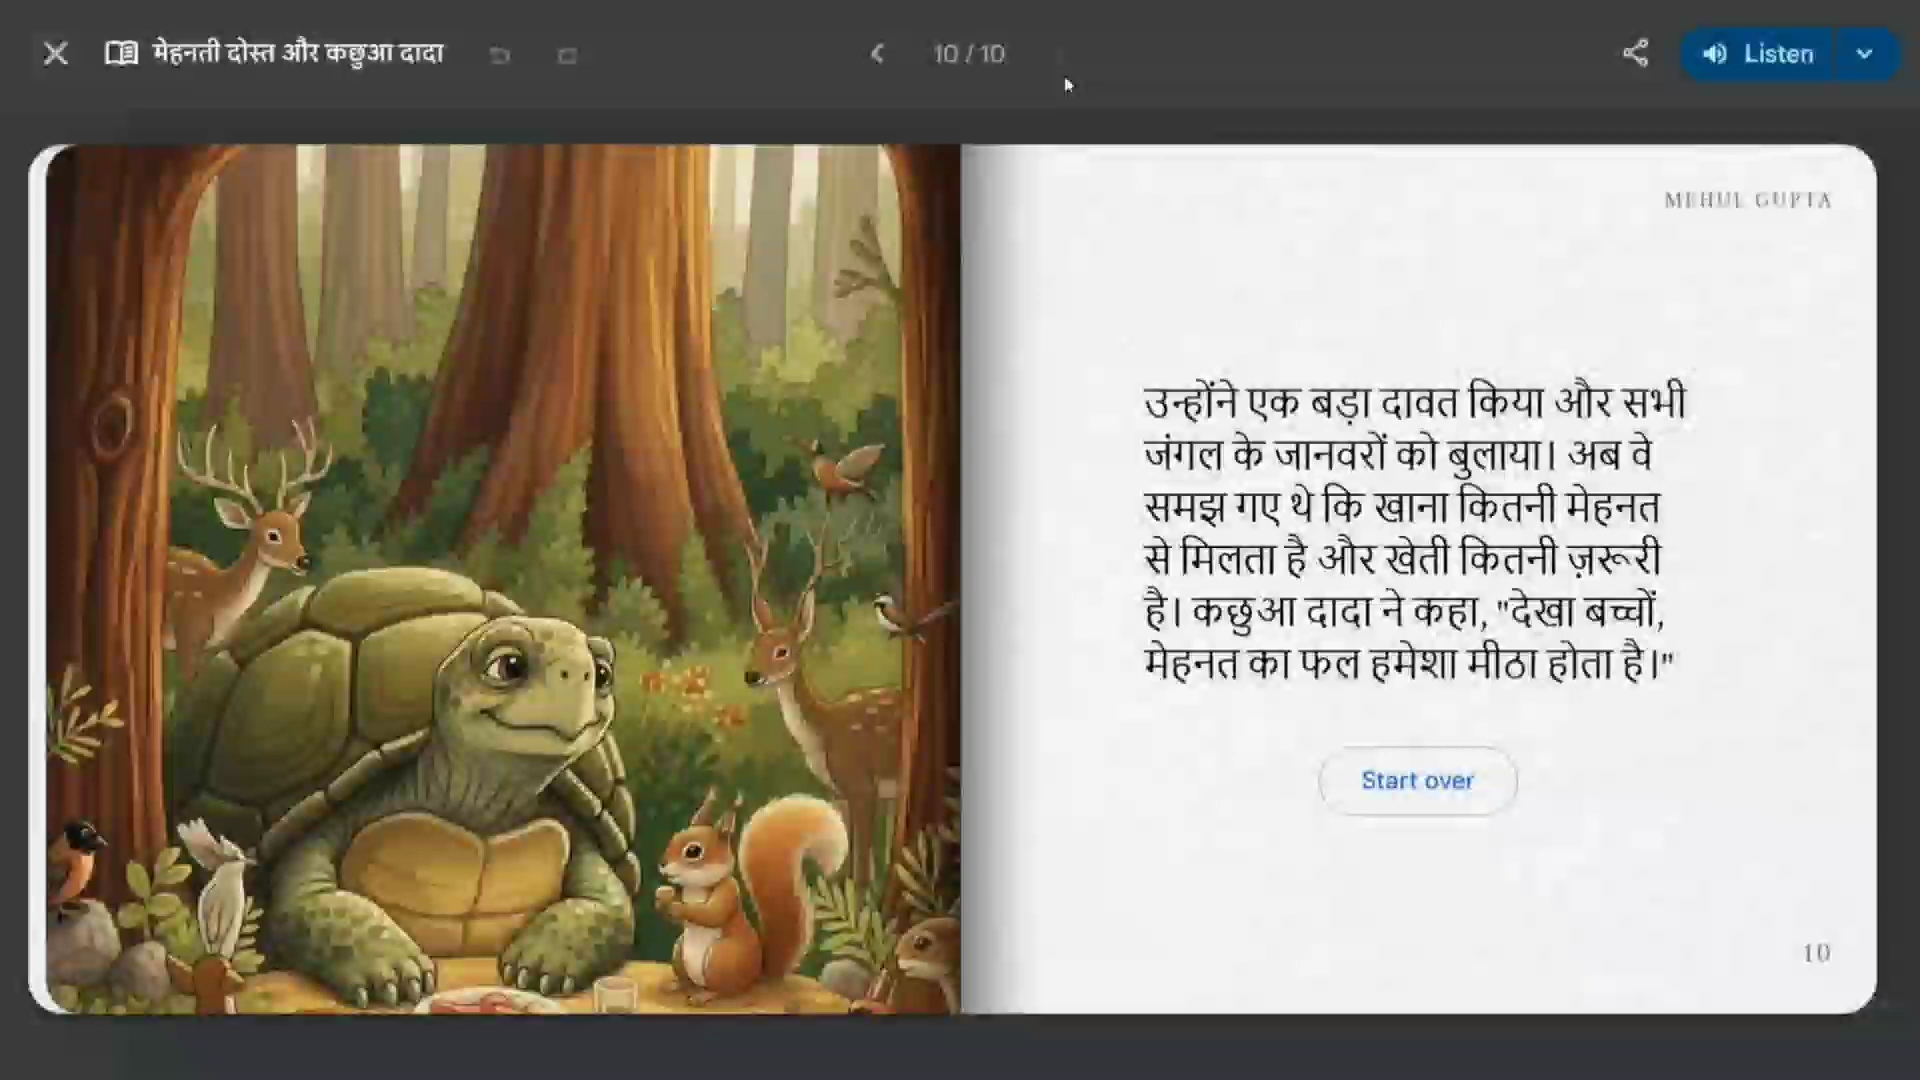 मेहनती दोस्त और कछुआ दादा
10 / 10
Listen
MEHUL GUPTA
उन्होंने एक बड़ा दावत किया और सभी
जंगल के जानवरों को बुलाया। अब वे
समझ गए थे कि खाना कितनी मेहनत
से मिलता है और खेती कितनी ज़रूरी
है। कछुआ दादा ने कहा, "देखा बच्चों,
मेहनत का फल हमेशा मीठा होता है।"
Start over
10